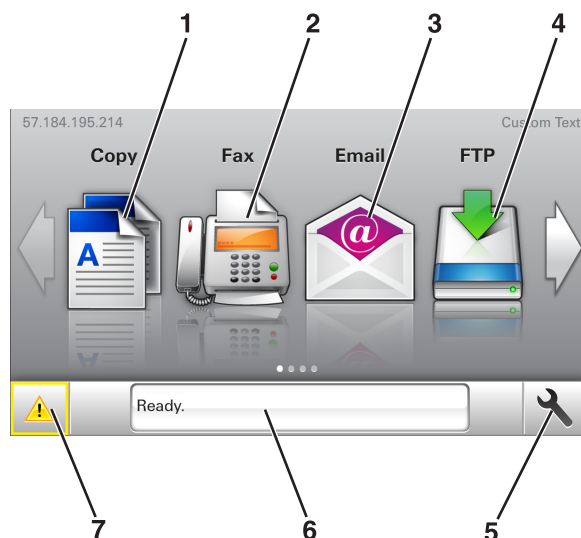 1 2 3 4
57.184.195.214 Custom Text
Copy Fax Email FTP
A
@
Ready.
7 6 5